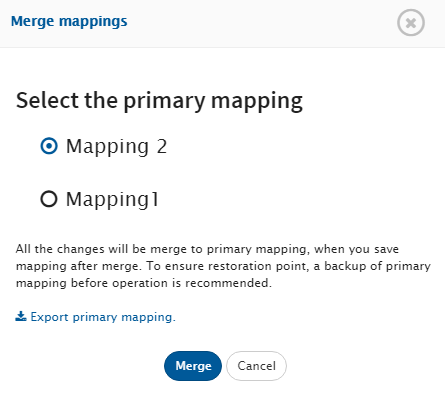 Merge mappings
Select the primary mapping
Mapping 2
Mapping1
All the changes will be merge to primary mapping, when you save
mapping after merge. To ensure restoration point, a backup of primary
mapping before operation is recommended.
Export primary mapping.
Merge Cancel